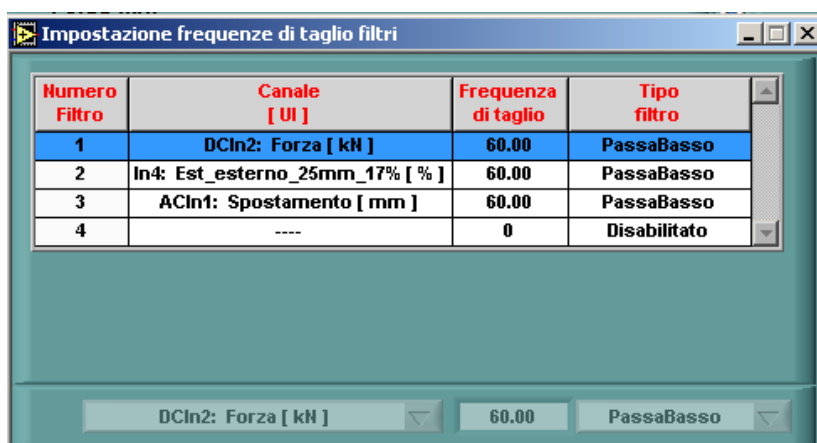 Impostazione frequenze di taglio filtri
Numero Filtro Canale [ UI ] Frequenza di taglio Tipo filtro
1 DCIn2: Forza [ kN ] 60.00 PassaBasso
2 In4: Est_esterno_25mm_17% [ % ] 60.00 PassaBasso
3 ACIn1: Spostamento [ mm ] 60.00 PassaBasso
4 ---- 0 Disabilitato
DCIn2: Forza [ kN ] 60.00 PassaBasso